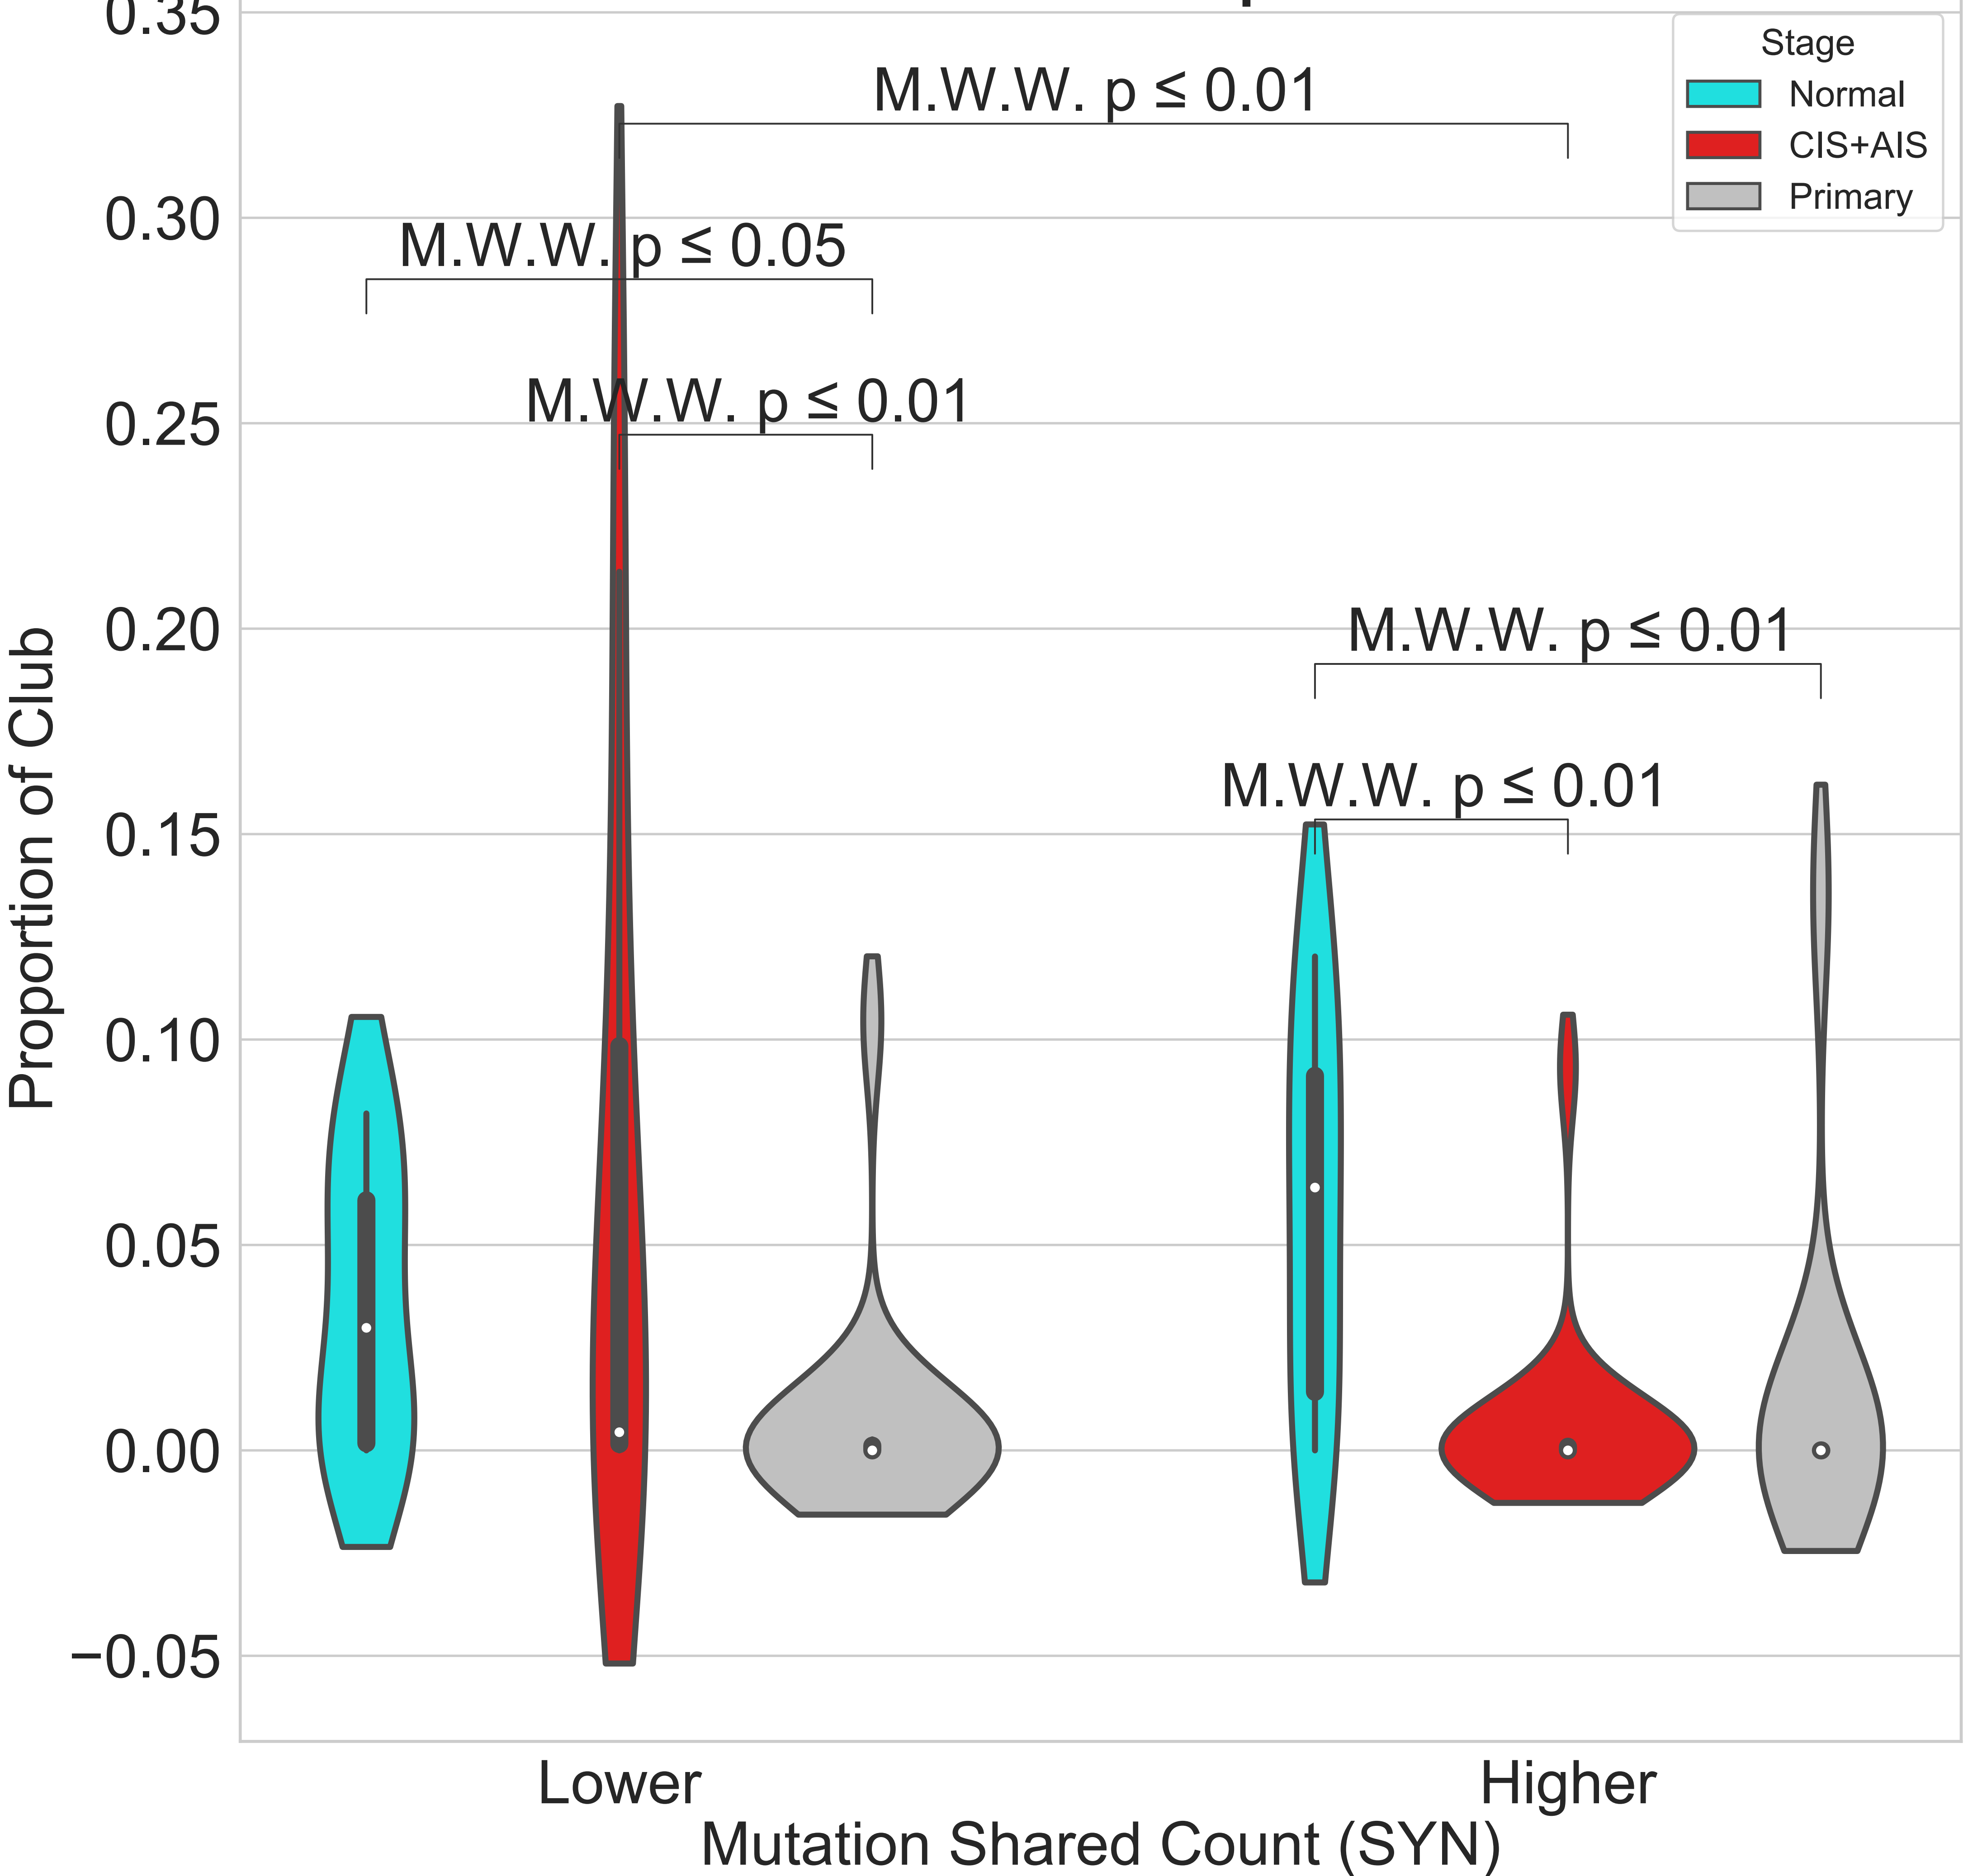 0.35
M.W.W. p ≤ 0.01
Stage
Normal
CIS+AIS
Primary
0.30
M.W.W. p ≤ 0.05
0.25
M.W.W. p ≤ 0.01
0.20
M.W.W. p ≤ 0.01
M.W.W. p ≤ 0.01
0.15
0.10
0.05
0.00
−0.05
Proportion of Club
Lower
Higher
Mutation Shared Count (SYN)